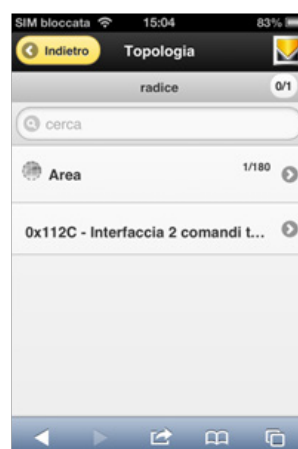 SIM bloccata 15:04 83%
Indietro Topologia
radice 0/1
cerca
Area 1/180
0x112C - Interfaccia 2 comandi t...